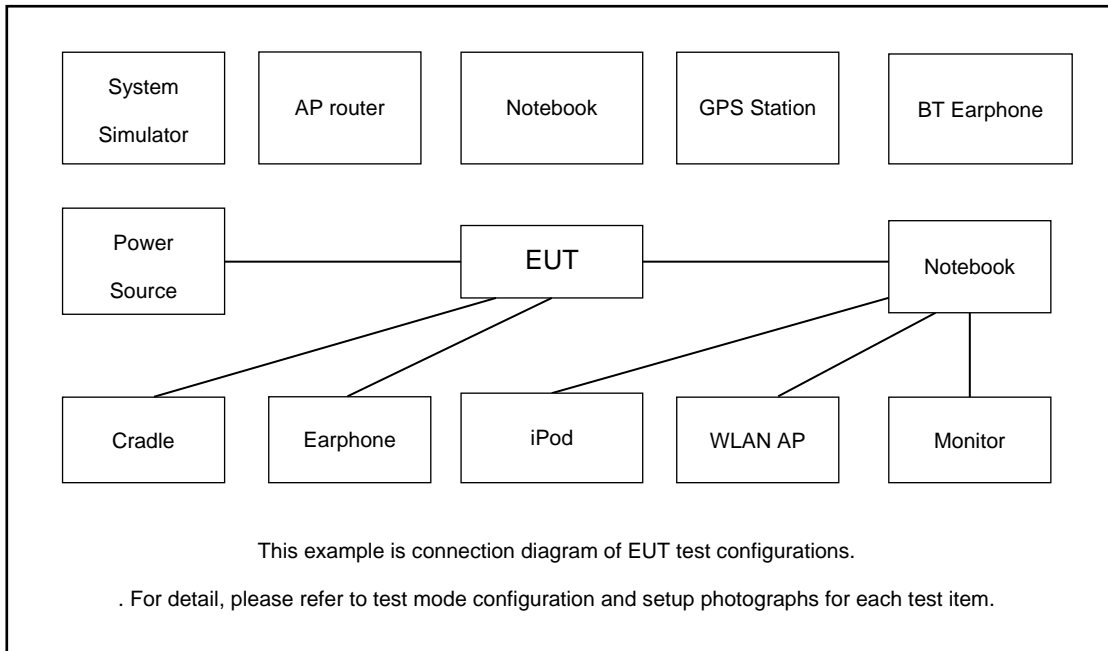 System
Simulator
AP router
Notebook
GPS Station
BT Earphone
Power
Source
EUT
Notebook
Cradle
Earphone
iPod
WLAN AP
Monitor
This example is connection diagram of EUT test configurations.
. For detail, please refer to test mode configuration and setup photographs for each test item.